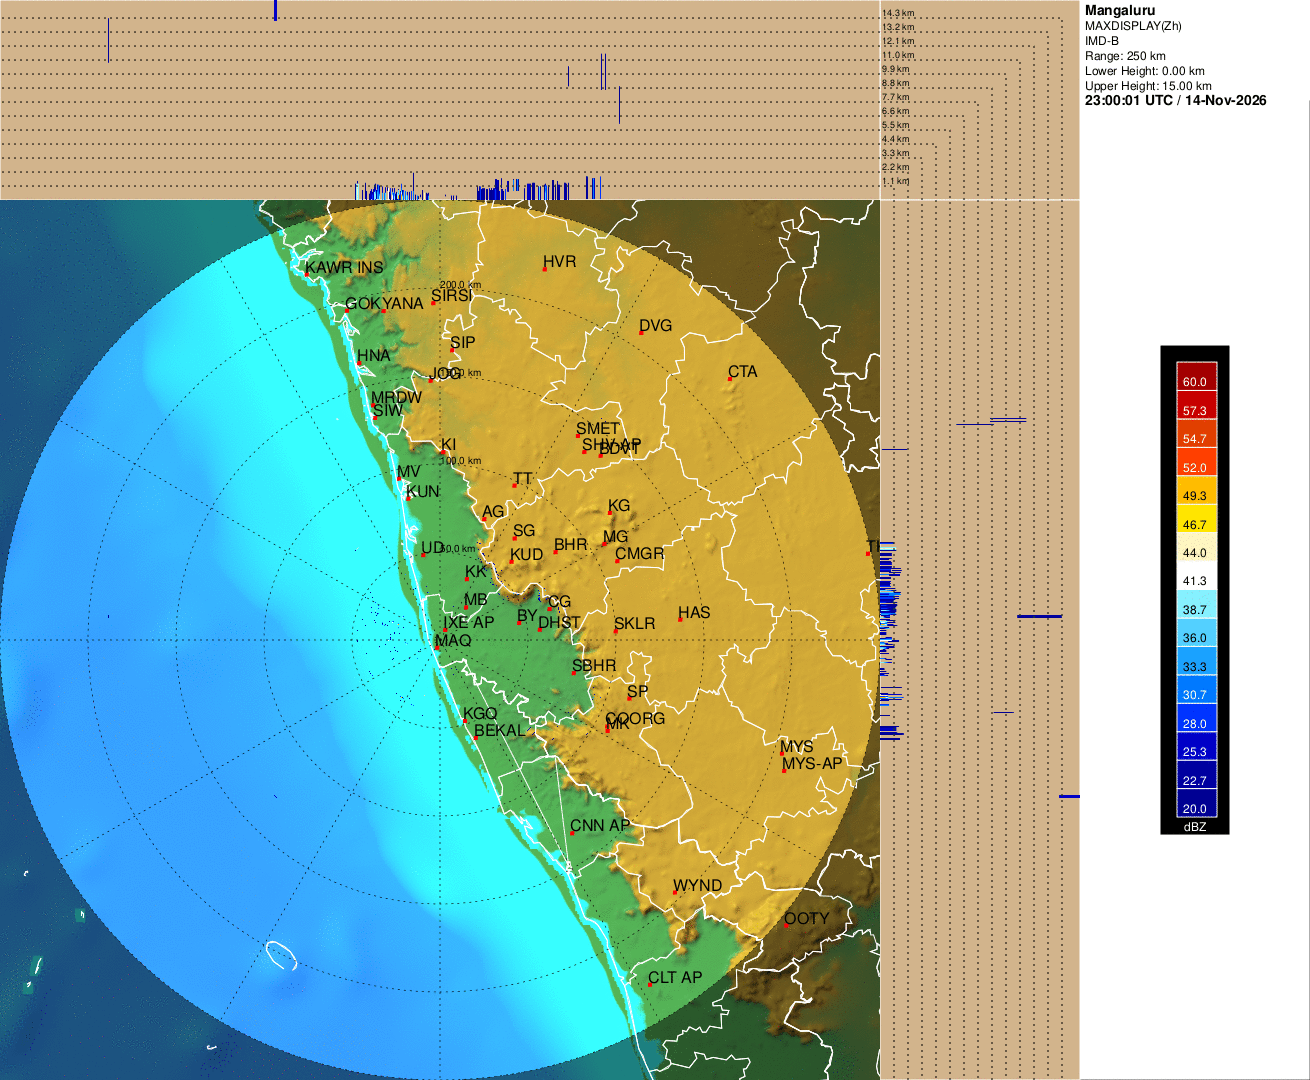 14.3 km
13.2 km
12.1 km
11.0 km
9.9 km
8.8 km
7.7 km
6.6 km
5.5 km
4.4 km
3.3 km
2.2 km
1.1 km
Mangaluru
MAXDISPLAY(Zh)
IMD-B
Range: 250 km
Lower Height: 0.00 km
Upper Height: 15.00 km
23:00:01 UTC / 14-Nov-2026
KAWR INS
HVR
200.0 km
SIRSI
GOKYANA
DVG
SIP
HNA
CTA
JOG
MRDW
SIW
SMET
SHV-AP
BDVT
KI
100.0 km
MV
TT
KUN
AG
KG
SG
MG
UD
50.0 km
KUD
BHR
CMGR
KK
MB
CG
IXE AP
BY
DHST
SKLR
HAS
MAQ
SBHR
SP
KGQ
COORG
MK
BEKAL
MYS
MYS-AP
CNN AP
WYND
OOTY
CLT AP
60.0
57.3
54.7
52.0
49.3
46.7
44.0
41.3
38.7
36.0
33.3
30.7
28.0
25.3
22.7
20.0
dBZ